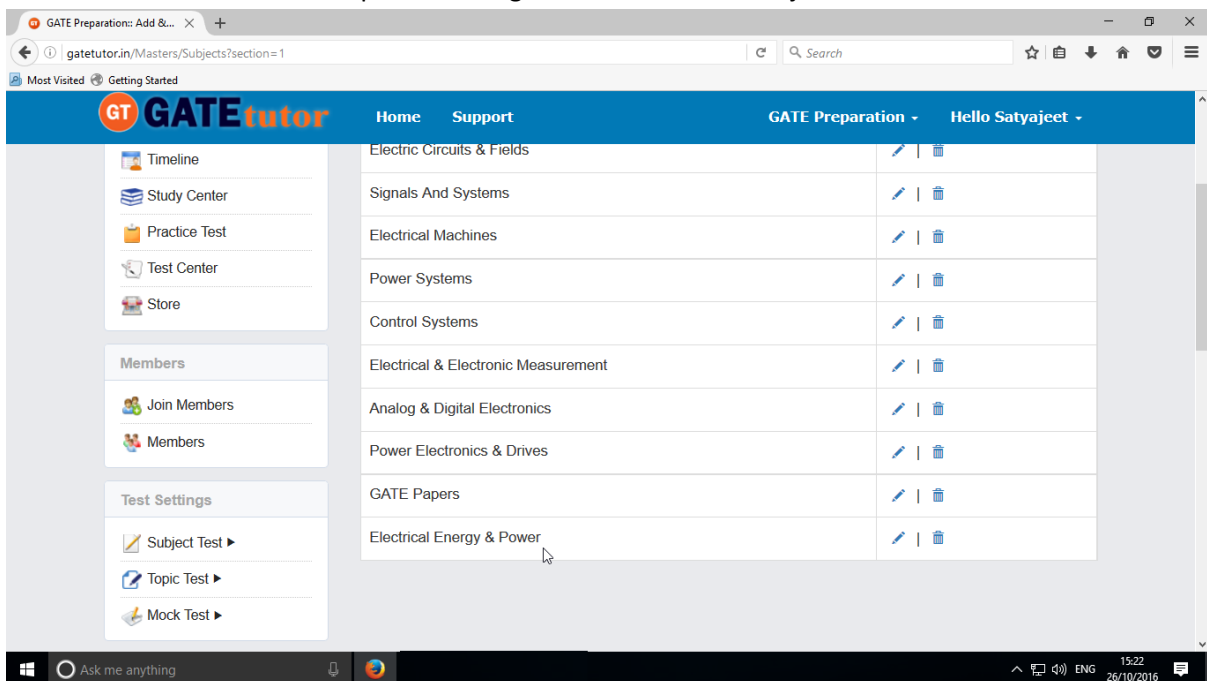 GATE Preparation:: Add &...
gatetutor.in/Masters/Subjects?section=1
Search
Most Visited Getting Started
GT GATEtutor Home Support GATE Preparation Hello Satyajeet
Timeline
Study Center
Practice Test
Test Center
Store
Members
Join Members
Members
Test Settings
Subject Test
Topic Test
Mock Test
Electric Circuits & Fields
Signals And Systems
Electrical Machines
Power Systems
Control Systems
Electrical & Electronic Measurement
Analog & Digital Electronics
Power Electronics & Drives
GATE Papers
Electrical Energy & Power
Ask me anything
ENG
15:22
26/10/2016